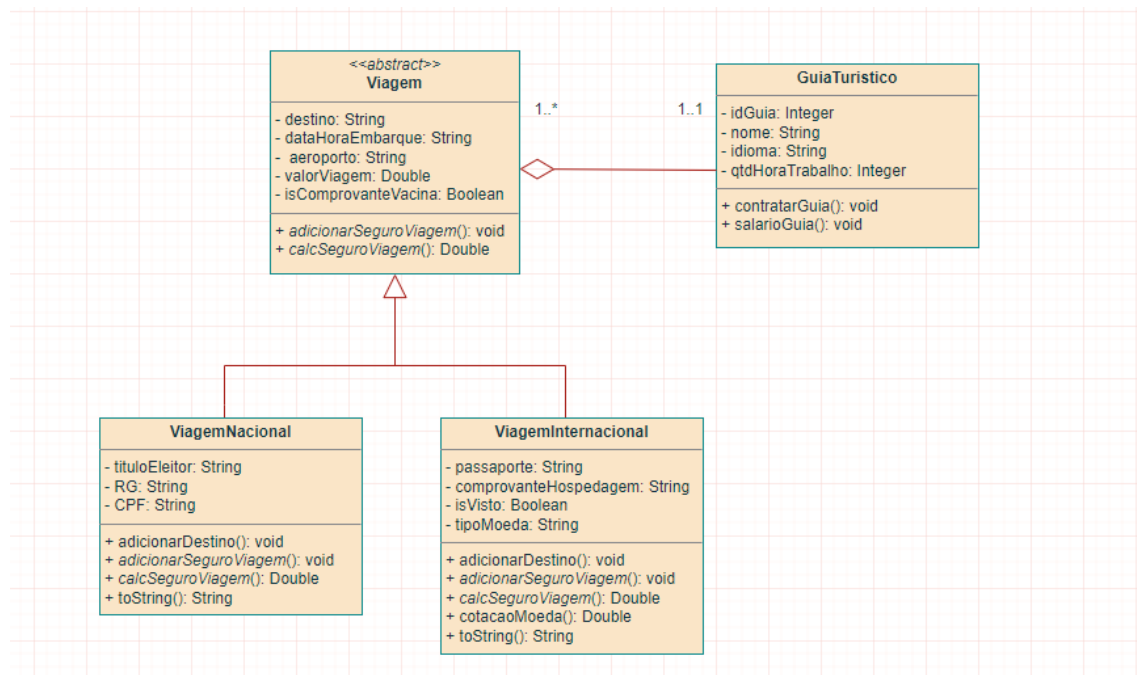 <<abstract>>
Viagem
- destino: String
- dataHoraEmbarque: String
- aeroporto: String
- valorViagem: Double
- isComprovanteVacina: Boolean
+ adicionarSeguroViagem(): void
+ calcSeguroViagem(): Double
1..*
1..1
GuiaTuristico
- idGuia: Integer
- nome: String
- idioma: String
- qtdHoraTrabalho: Integer
+ contratarGuia(): void
+ salarioGuia(): void
ViagemNacional
- tituloEleitor: String
- RG: String
- CPF: String
+ adicionarDestino(): void
+ adicionarSeguroViagem(): void
+ calcSeguroViagem(): Double
+ toString(): String
ViagemInternacional
- passaporte: String
- comprovanteHospedagem: String
- isVisto: Boolean
- tipoMoeda: String
+ adicionarDestino(): void
+ adicionarSeguroViagem(): void
+ calcSeguroViagem(): Double
+ cotacaoMoeda(): Double
+ toString(): String